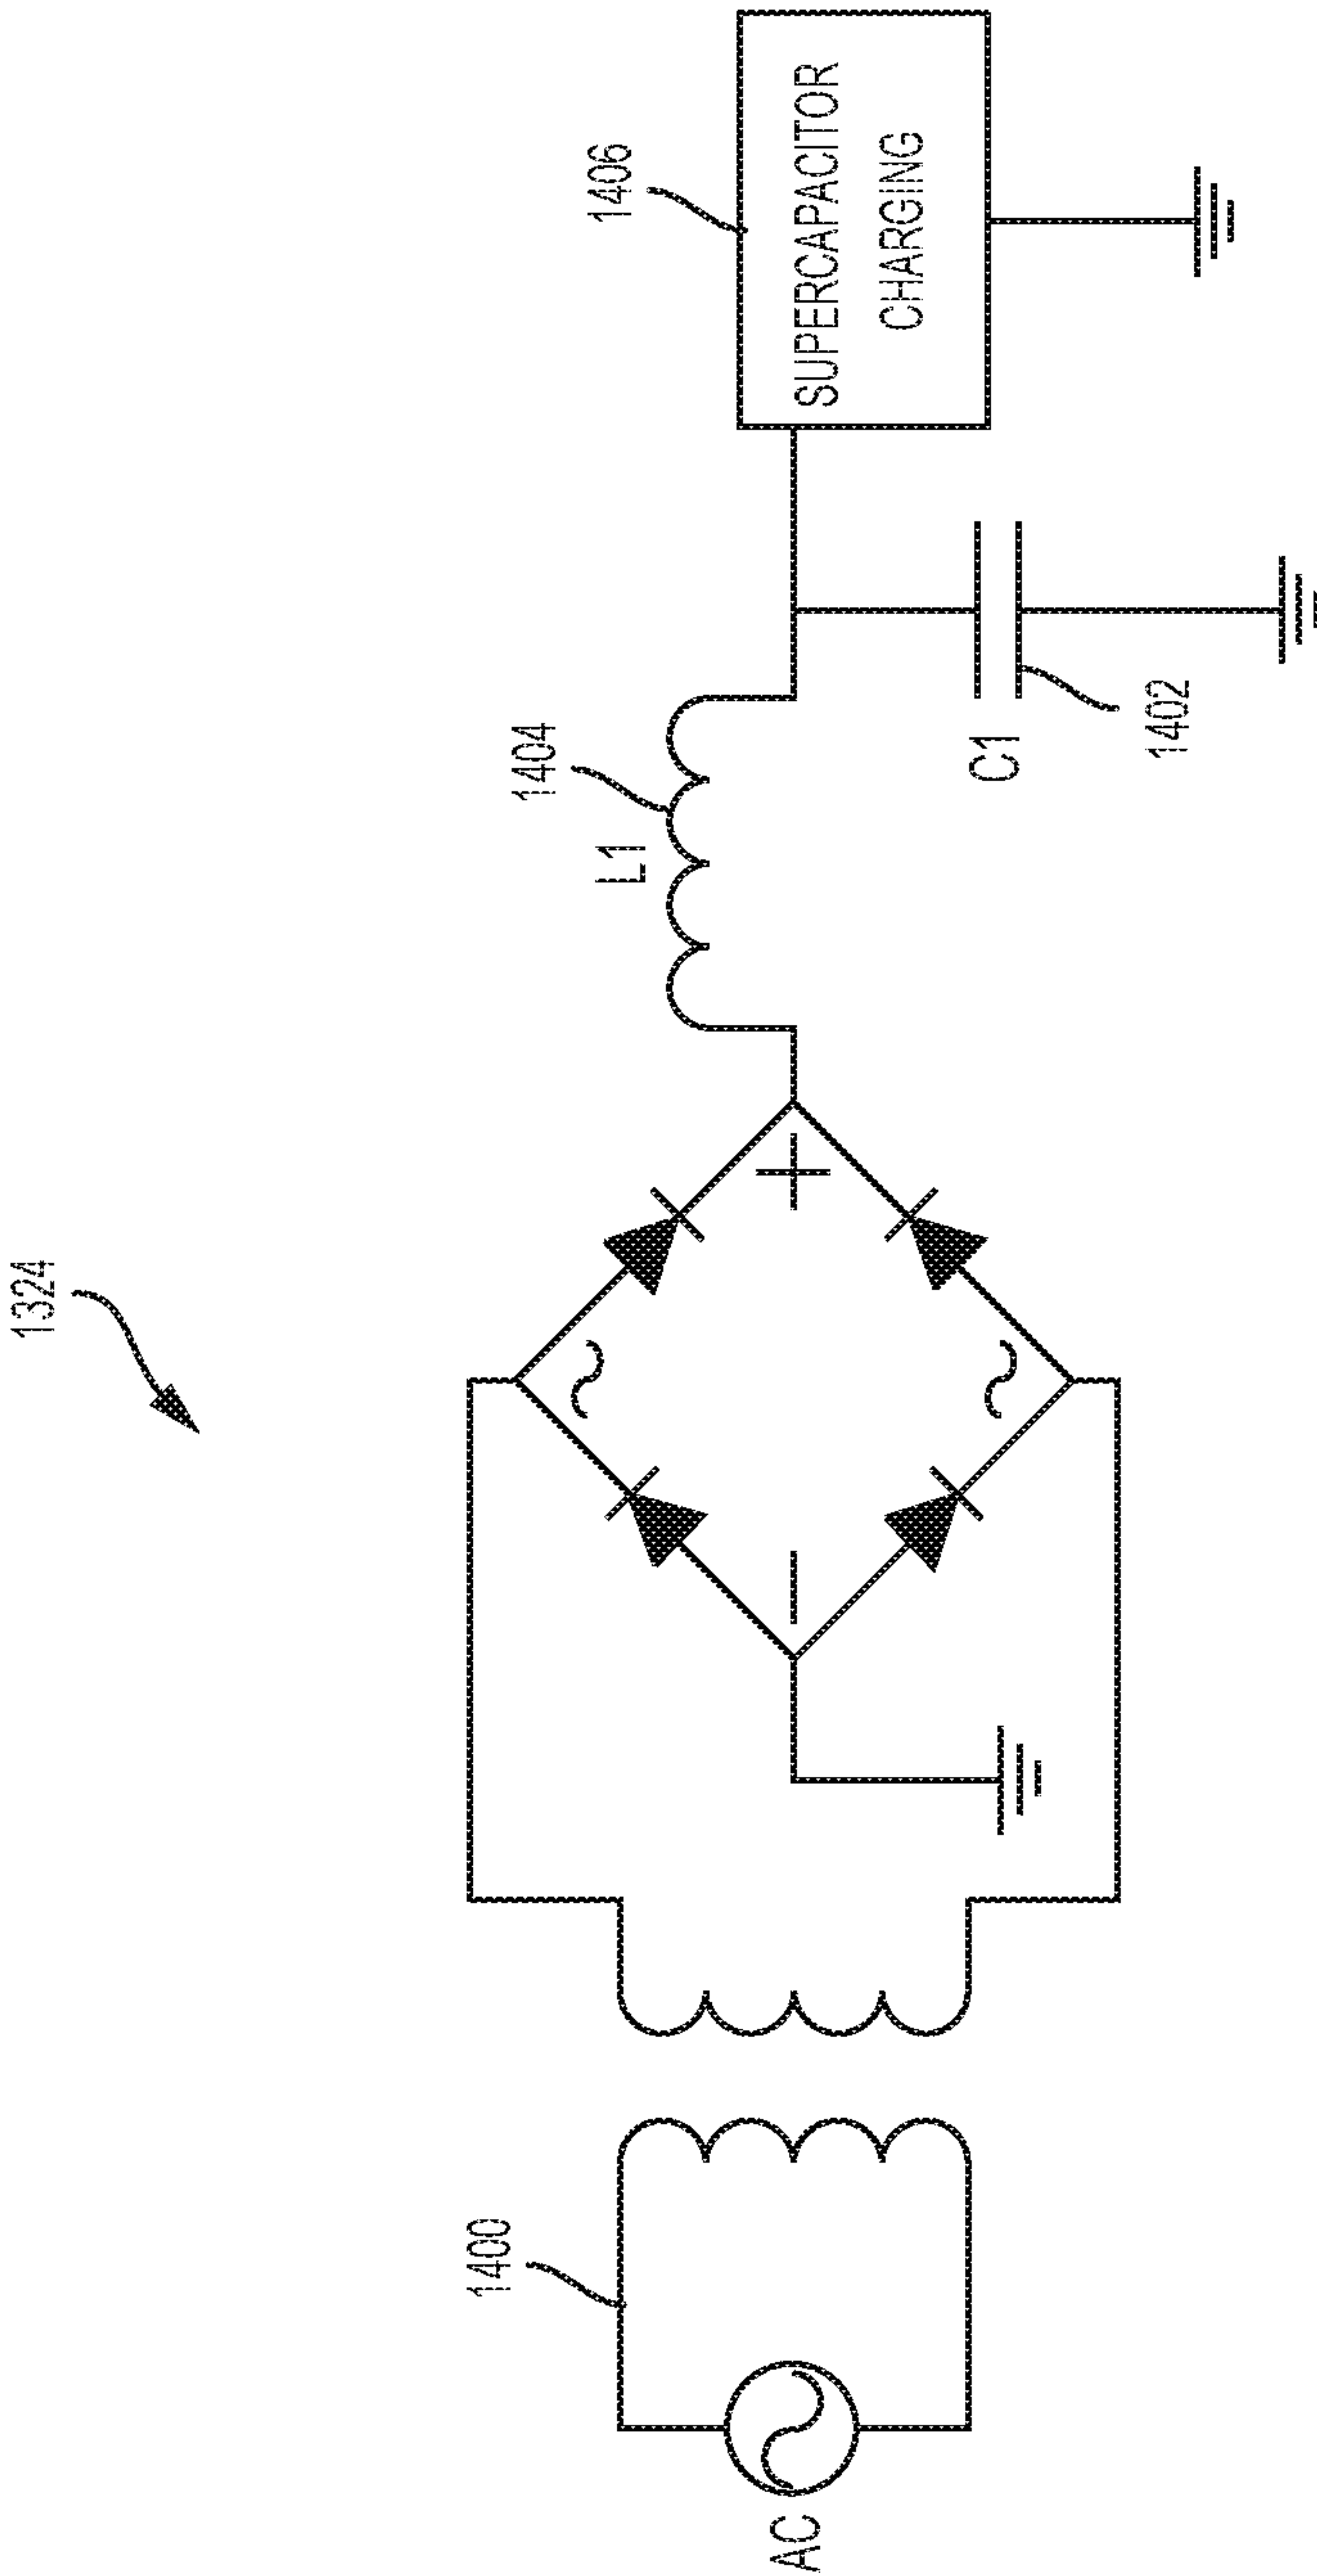 1324
1400
AC
L1
1404
C1
1402
1406
SUPERCAPACITOR
CHARGING